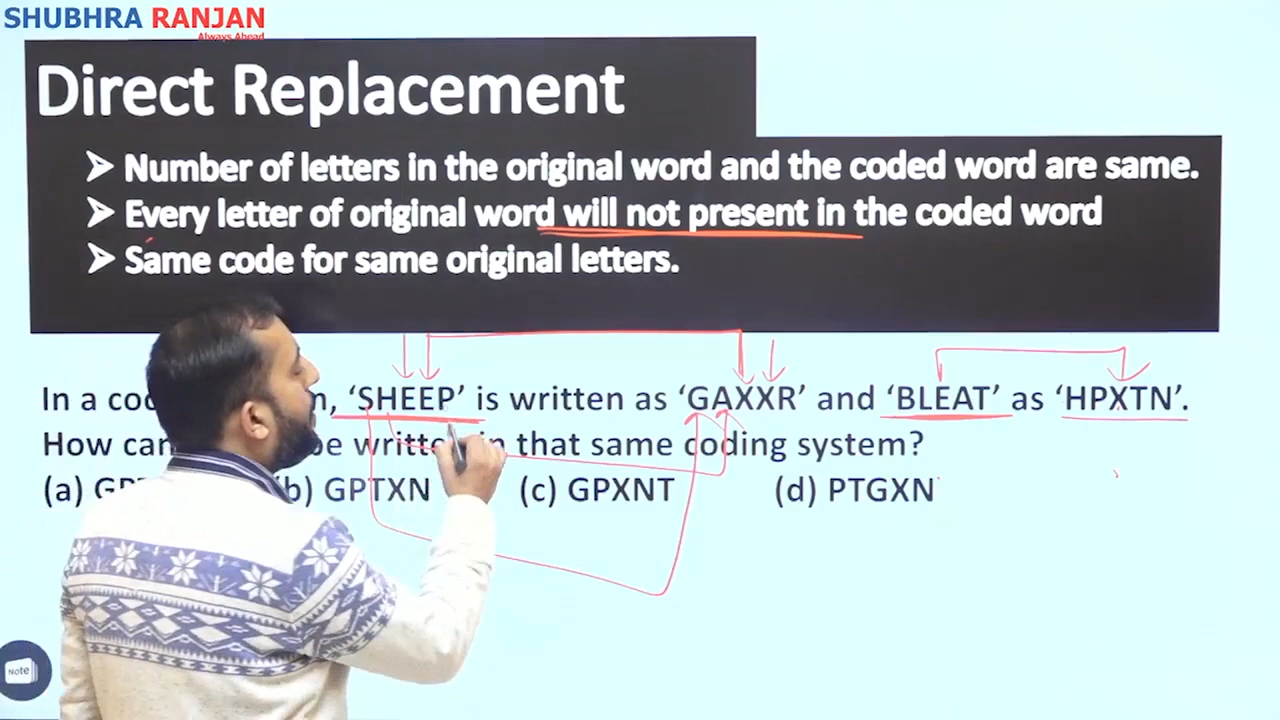 SHUBHRA RANJAN
Always Ahead
Direct Replacement
➢ Number of letters in the original word and the coded word are same.
➢ Every letter of original word will not present in the coded word
➢ Same code for same original letters.
In a ‘SHEEP’ is written as ‘GAXXR’ and ‘BLEAT’ as ‘HPXTN’.
How be in that same coding system?
(a) (b) GPTXN (c) GPXNT (d) PTGXN
Note